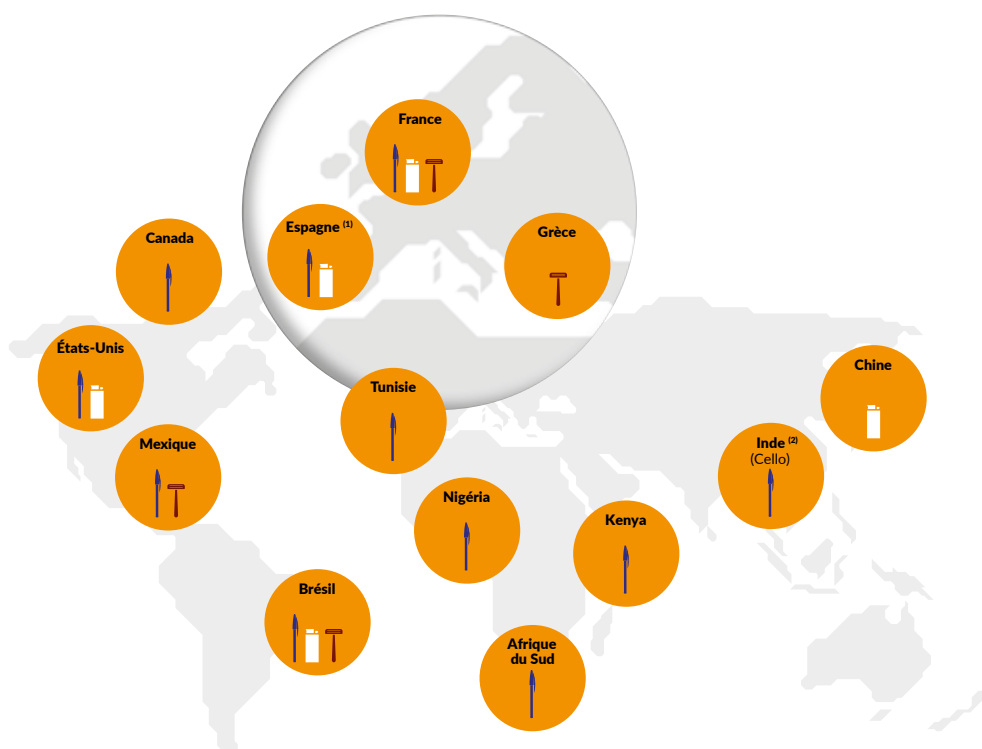 France
Espagne (1)
Grèce
Canada
États-Unis
Tunisie
Chine
Mexique
Inde (2)
(Cello)
Nigéria
Kenya
Brésil
Afrique
du Sud